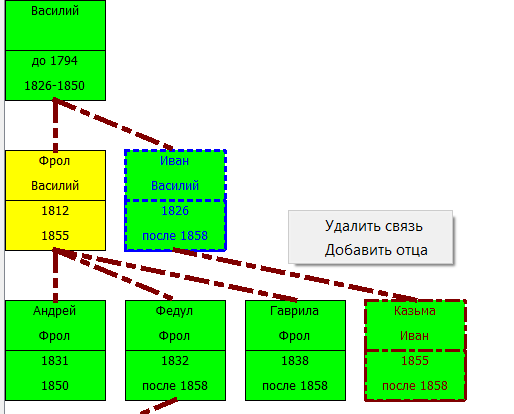 Василий
до 1794
1826-1850
Фрол
Василий
1812
1855
Иван
Василий
1826
после 1858
Удалить связь
Добавить отца
Андрей
Фрол
1831
1850
Федул
Фрол
1832
после 1858
Гаврила
Фрол
1838
после 1858
Казьма
Иван
1855
после 1858